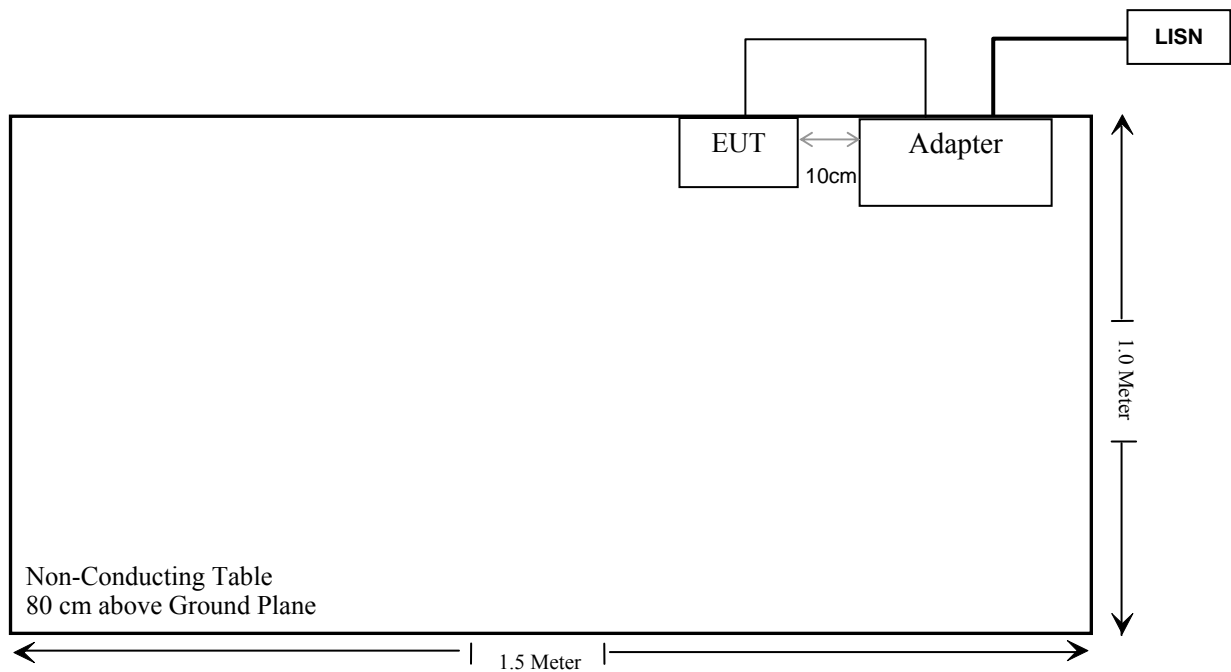 LISN
EUT
Adapter
10cm
1.0 Meter
Non-Conducting Table
80 cm above Ground Plane
1.5 Meter